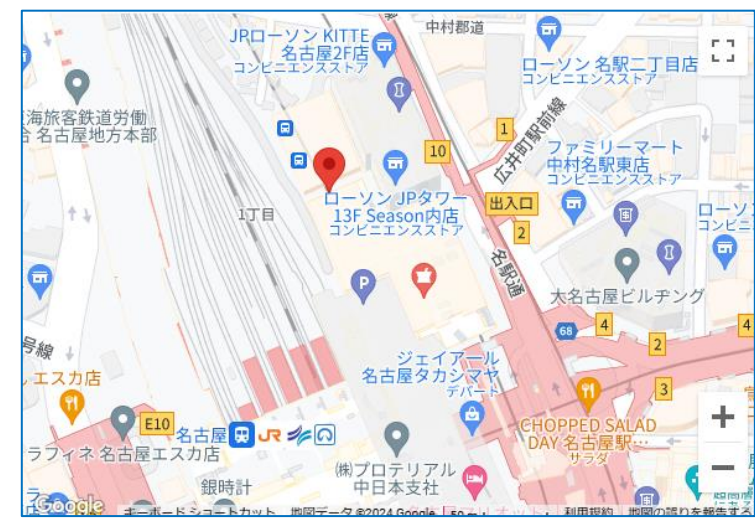 中村郡道
JPローソン KITTE
名古屋2F店
コンビニエンスストア
ローソン 名駅二丁目店
コンビニエンスストア
海旅客鉄道労働
合 名古屋地方本部
1
広井町駅前線
10
ファミリーマート
中村名駅東店
コンビニエンスストア
1丁目
ローソン JPタワー
13F Season内店
コンビニエンスストア
出入口
2
ローソ
コンビニ
名駅通
P
大名古屋ビルヂング
68
4
2
4
号線
エスカ店
ジェイアール
名古屋タカシマヤ
デパート
3
E10
名古屋
JR
CHOPPED SALAD
DAY 名古屋駅…
サラダ
ラフィネ 名古屋エスカ店
銀時計
(株)プロテリアル
中日本支社
+
−
Google
キーボード ショートカット
地図データ ©2024 Google
50 m
利用規約
地図の誤りを報告する